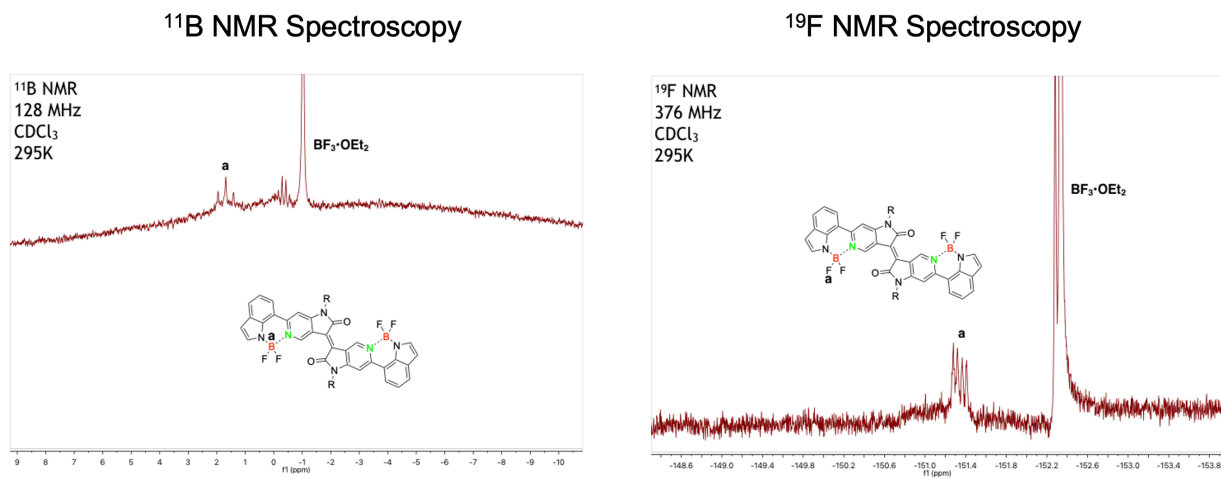 ¹¹B NMR Spectroscopy
¹¹B NMR
128 MHz
CDCl₃
295K
a
BF₃•OEt₂
R
N
O
F F
B
N
N
a
B
N
F F
N
O
N
R
9 8 7 6 5 4 3 2 1 0 -1 -2 -3 -4 -5 -6 -7 -8 -9 -10
f1 (ppm)
¹⁹F NMR Spectroscopy
¹⁹F NMR
376 MHz
CDCl₃
295K
BF₃•OEt₂
R
N
O
F F
B
N
N
N
B
N
F F
a
O
N
R
a
-148.6 -149.0 -149.4 -149.8 -150.2 -150.6 -151.0 -151.4 -151.8 -152.2 -152.6 -153.0 -153.4 -153.8
f1 (ppm)